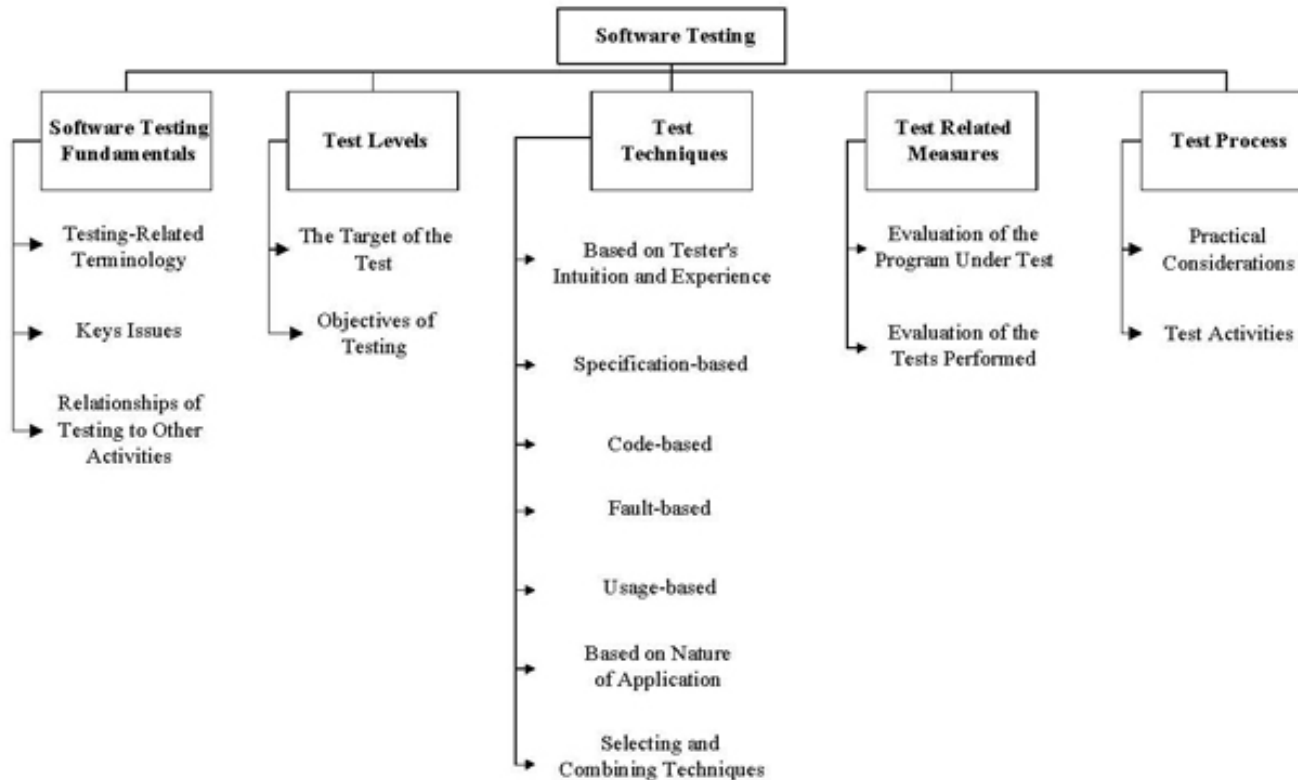 Software Testing
Software Testing
Fundamentals
Testing-Related
Terminology
Keys Issues
Relationships of
Testing to Other
Activities
Test Levels
The Target of the
Test
Objectives of
Testing
Test
Techniques
Based on Tester's
Intuition and Experience
Specification-based
Code-based
Fault-based
Usage-based
Based on Nature
of Application
Selecting and
Combining Techniques
Test Related
Measures
Evaluation of the
Program Under Test
Evaluation of the
Tests Performed
Test Process
Practical
Considerations
Test Activities